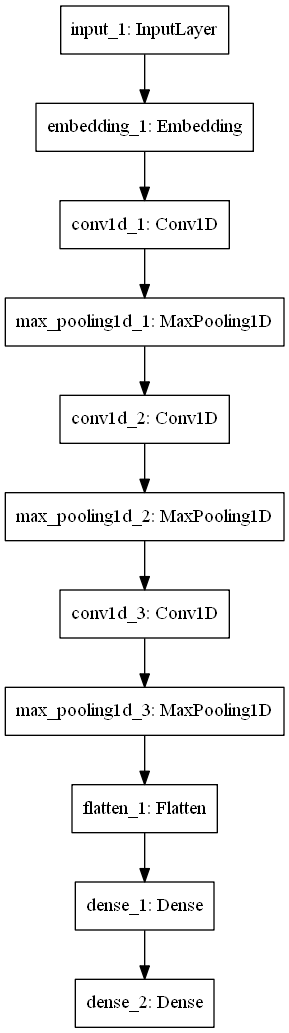 input_1: InputLayer
embedding_1: Embedding
conv1d_1: Conv1D
max_pooling1d_1: MaxPooling1D
conv1d_2: Conv1D
max_pooling1d_2: MaxPooling1D
conv1d_3: Conv1D
max_pooling1d_3: MaxPooling1D
flatten_1: Flatten
dense_1: Dense
dense_2: Dense